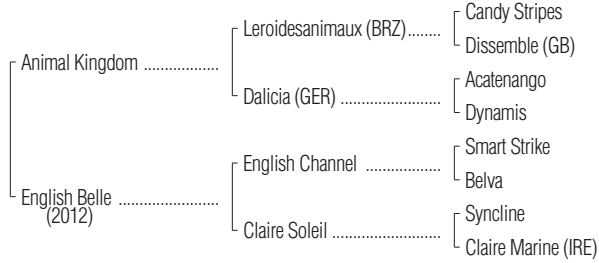 Candy Stripes
Leroidesanimaux (BRZ)........
Dissemble (GB)
Animal Kingdom ...................
Acatenango
Dalicia (GER) .........................
Dynamis
Smart Strike
English Channel ...................
Belva
English Belle .........................
(2012)
Syncline
Claire Soleil ...........................
Claire Marine (IRE)